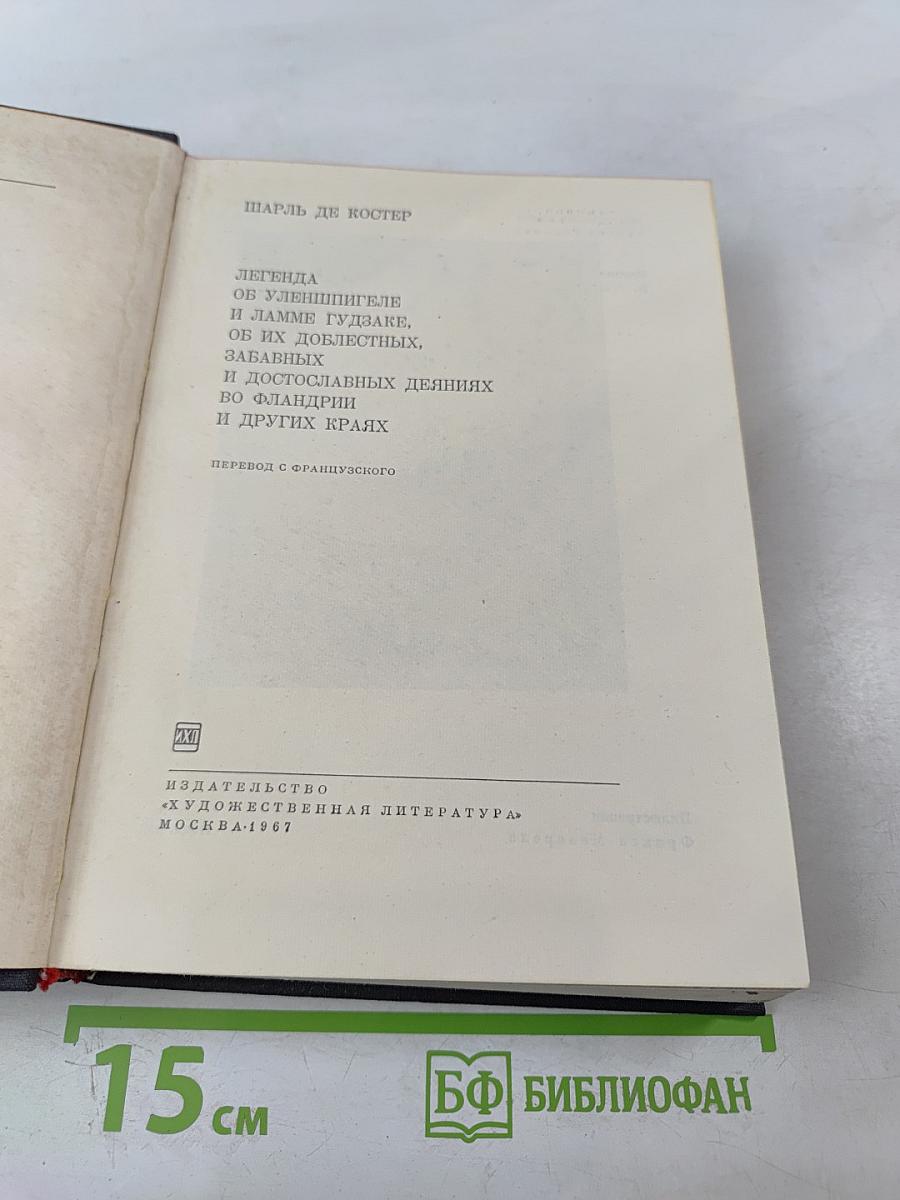 ШАРЛЬ ДЕ КОСТЕР
ЛЕГЕНДА
ОБ УЛЕНШПИГЕЛЕ
И ЛАММЕ ГУДЗАКЕ,
ОБ ИХ ДОБЛЕСТНЫХ,
ЗАБАВНЫХ
И ДОСТОСЛАВНЫХ ДЕЯНИЯХ
ВО ФЛАНДРИИ
И ДРУГИХ КРАЯХ
ПЕРЕВОД С ФРАНЦУЗСКОГО
ИХЛ
ИЗДАТЕЛЬСТВО
«ХУДОЖЕСТВЕННАЯ ЛИТЕРАТУРА»
МОСКВА·1967
15 см
БФ БИБЛИОФАН